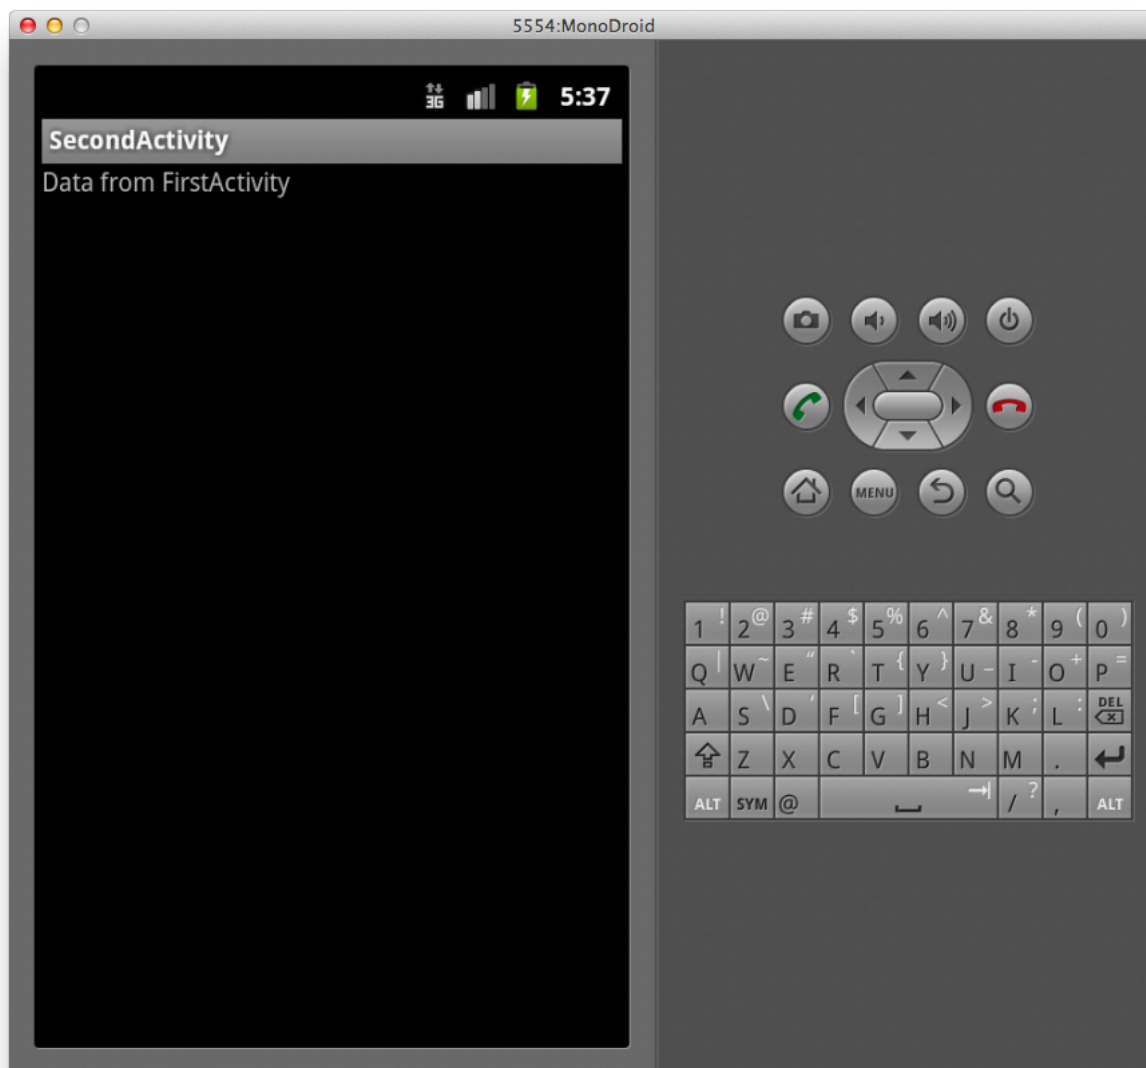 5554:MonoDroid
3G 5:37
SecondActivity
Data from FirstActivity
MENU
1 ! 2 @ 3 # 4 $ 5 % 6 ^ 7 & 8 * 9 ( 0 )
Q | W ~ E “ R ` T { Y } U _ I - O + P =
A S \ D ‘ F [ G ] H < J > K ; L : DEL
Z X C V B N M .
ALT SYM @ / ? , ALT